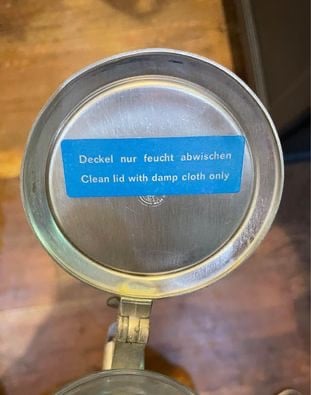 Deckel nur feucht abwischen
Clean lid with damp cloth only